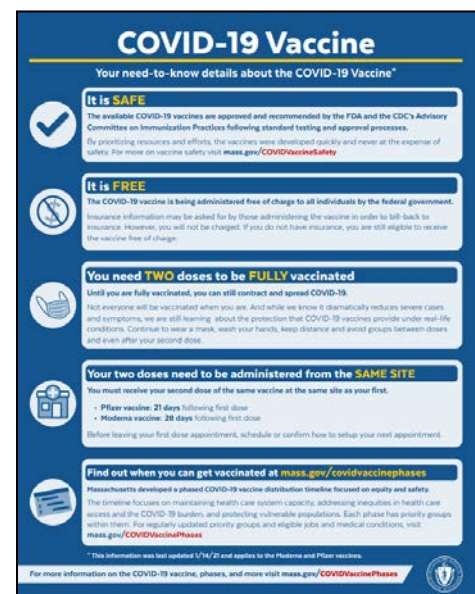 COVID-19 Vaccine
Your need-to-know details about the COVID-19 Vaccine*
It is SAFE
The available COVID-19 vaccines are approved and recommended by the FDA and the CDC's Advisory
Committee on Immunization Practices following standard testing and approval processes.
By prioritizing resources and efforts, the vaccines were developed quickly and never at the expense of
safety. For more on vaccine safety visit mass.gov/COVIDVaccineSafety
It is FREE
The COVID-19 vaccine is being administered free of charge to all individuals by the federal government.
Insurance information may be asked for by those administering the vaccine in order to bill-back to
insurance. However, you will not be charged. If you do not have insurance, you are still eligible to receive
the vaccine free of charge.
You need TWO doses to be FULLY vaccinated
Until you are fully vaccinated, you can still contract and spread COVID-19.
Not everyone will be vaccinated when you are. And while we know it dramatically reduces severe cases
and symptoms, we are still learning about the protection that COVID-19 vaccines provide under real-life
conditions. Continue to wear a mask, wash your hands, keep distance and avoid groups between doses
and even after your second dose.
Your two doses need to be administered from the SAME SITE
You must receive your second dose of the same vaccine at the same site as your first.
• Pfizer vaccine: 21 days following first dose
• Moderna vaccine: 28 days following first dose
Before leaving your first dose appointment, schedule or confirm how to setup your next appointment.
Find out when you can get vaccinated at mass.gov/covidvaccinephases
Massachusetts developed a phased COVID-19 vaccine distribution timeline focused on equity and safety.
The timeline focuses on maintaining health care system capacity, addressing inequities in health care
access and the COVID-19 burden, and protecting vulnerable populations. Each phase has priority groups
within them. For regularly updated priority groups and eligible jobs and medical conditions, visit
mass.gov/COVIDVaccinePhases
*This information was last updated 1/14/21 and applies to the Moderna and Pfizer vaccines.
For more information on the COVID-19 vaccine, phases, and more visit mass.gov/COVIDVaccinePhases